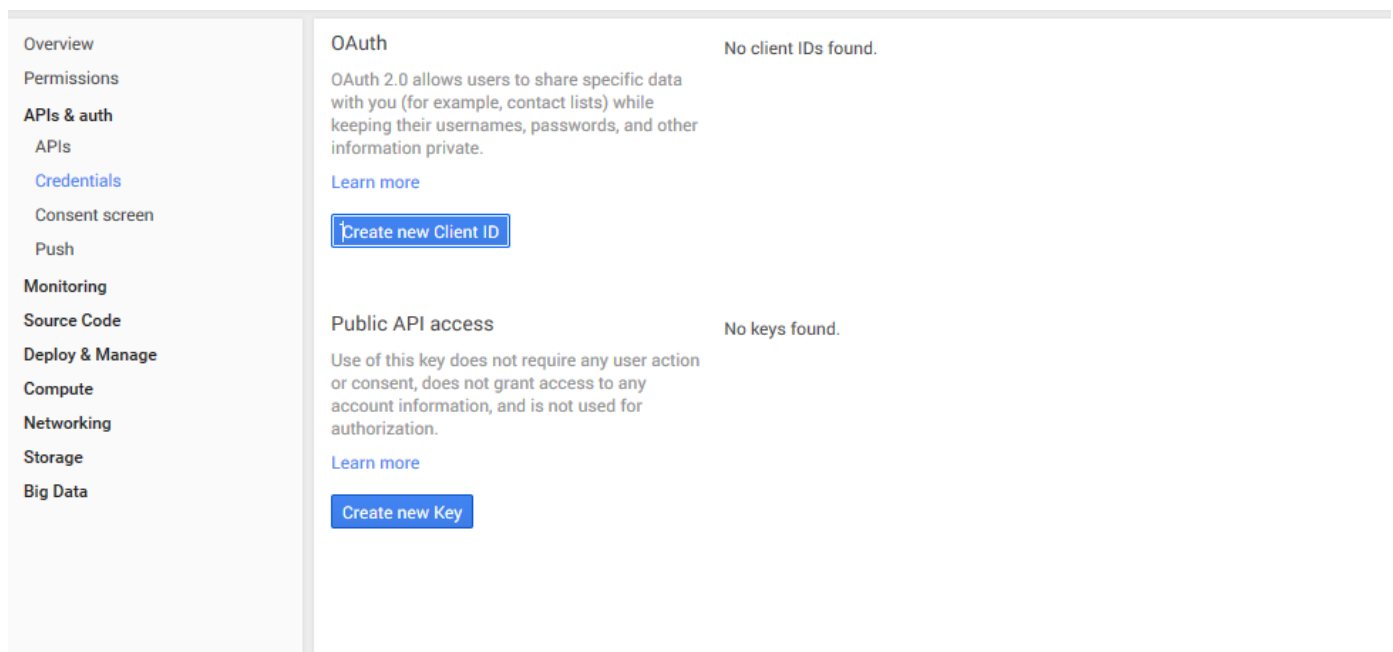 Overview
Permissions
APIs & auth
APIs
Credentials
Consent screen
Push
Monitoring
Source Code
Deploy & Manage
Compute
Networking
Storage
Big Data
OAuth
OAuth 2.0 allows users to share specific data
with you (for example, contact lists) while
keeping their usernames, passwords, and other
information private.
Learn more
Create new Client ID
No client IDs found.
Public API access
Use of this key does not require any user action
or consent, does not grant access to any
account information, and is not used for
authorization.
Learn more
Create new Key
No keys found.